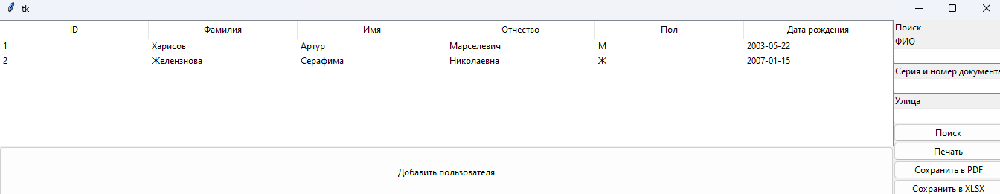 tk
ID Фамилия Имя Отчество Пол Дата рождения
1 Харисов Артур Марселевич М 2003-05-22
2 Желензнова Серафима Николаевна Ж 2007-01-15
Добавить пользователя
Поиск
ФИО
Серия и номер документа
Улица
Поиск
Печать
Сохранить в PDF
Сохранить в XLSX